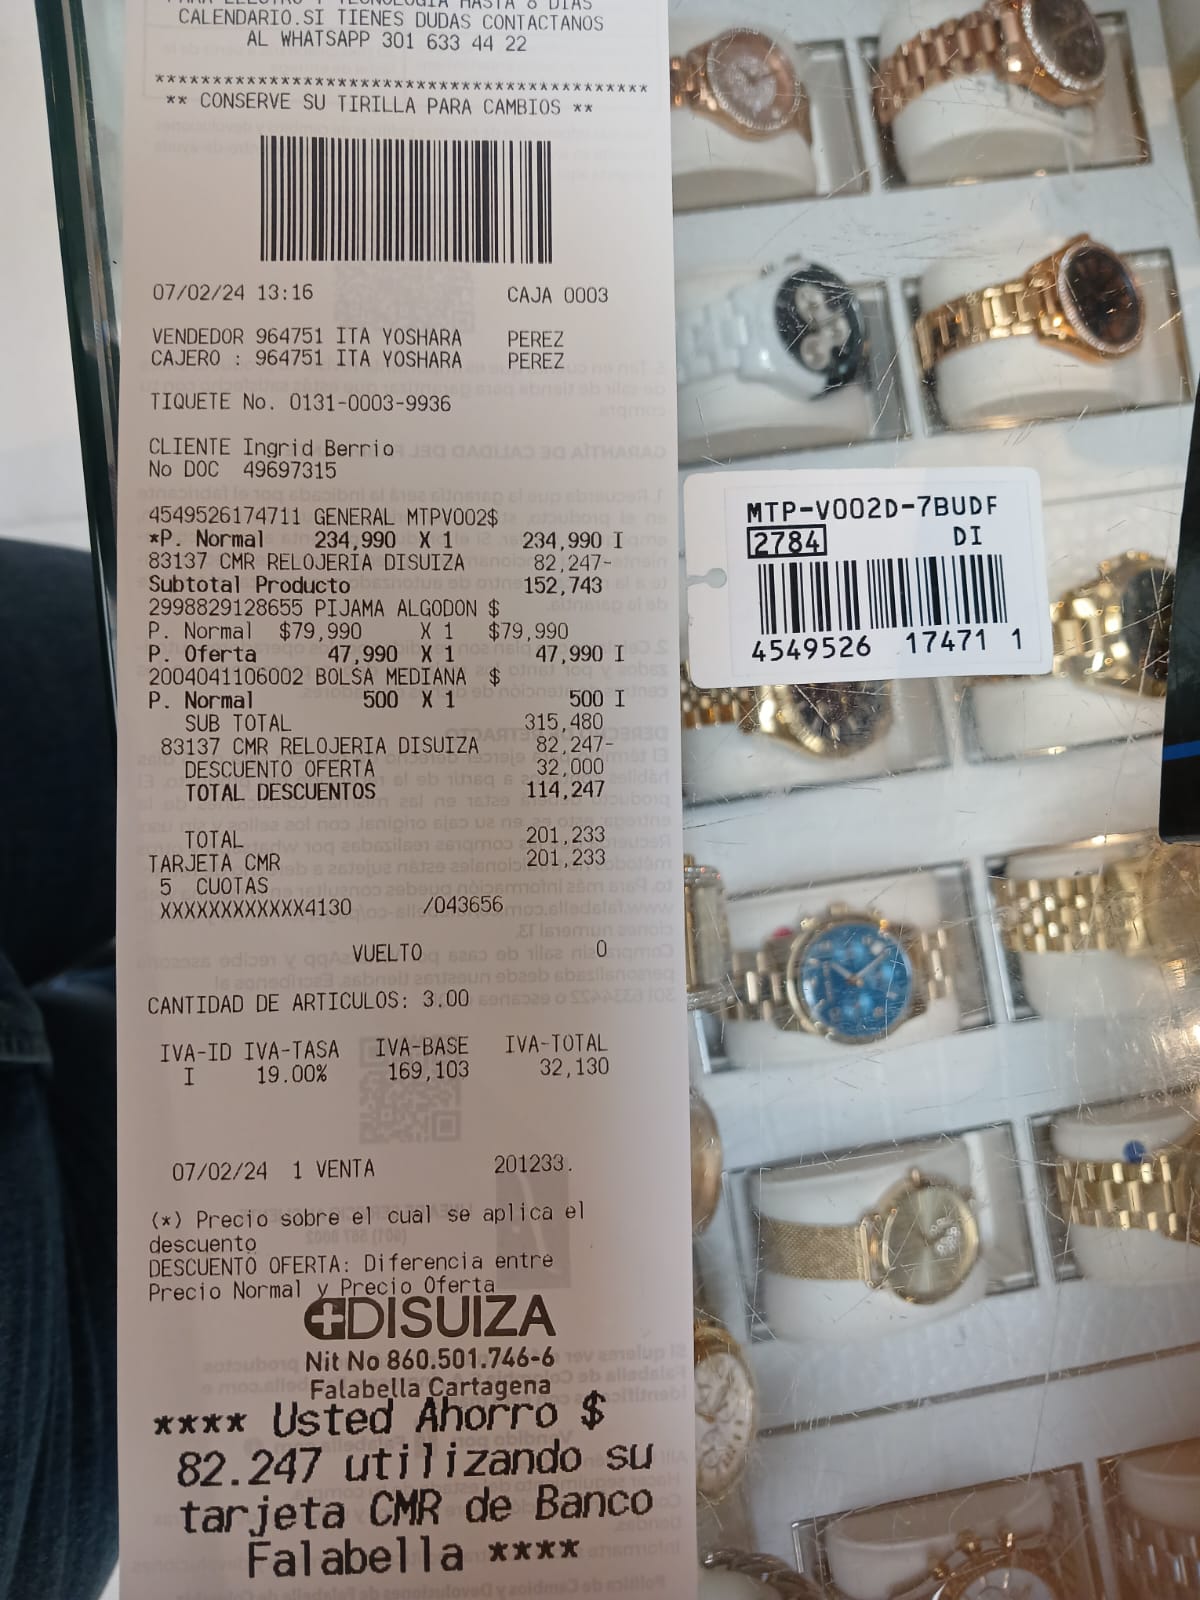 PARA ELECTRO Y TECNOLOGIA HASTA 8 DIAS
CALENDARIO.SI TIENES DUDAS CONTACTANOS
AL WHATSAPP 301 633 44 22
*******************************************
** CONSERVE SU TIRILLA PARA CAMBIOS **
07/02/24 13:16 CAJA 0003
VENDEDOR 964751 ITA YOSHARA PEREZ
CAJERO : 964751 ITA YOSHARA PEREZ
TIQUETE No. 0131-0003-9936
CLIENTE Ingrid Berrio
No DOC 49697315
4549526174711 GENERAL MTPV002$
*P. Normal 234,990 X 1 234,990 I
83137 CMR RELOJERIA DISUIZA 82,247-
Subtotal Producto 152,743
2998829128655 PIJAMA ALGODON $
P. Normal $79,990 X 1 $79,990
P. Oferta 47,990 X 1 47,990 I
2004041106002 BOLSA MEDIANA $
P. Normal 500 X 1 500 I
SUB TOTAL 315,480
83137 CMR RELOJERIA DISUIZA 82,247-
DESCUENTO OFERTA 32,000
TOTAL DESCUENTOS 114,247
TOTAL 201,233
TARJETA CMR 201,233
5 CUOTAS
XXXXXXXXXXXX4130 /043656
VUELTO 0
CANTIDAD DE ARTICULOS: 3.00
IVA-ID IVA-TASA IVA-BASE IVA-TOTAL
I 19.00% 169,103 32,130
07/02/24 1 VENTA 201233.
(*) Precio sobre el cual se aplica el
descuento
DESCUENTO OFERTA: Diferencia entre
Precio Normal y Precio Oferta
DISUIZA
Nit No 860.501.746-6
Falabella Cartagena
**** Usted Ahorro $
82.247 utilizando su
tarjeta CMR de Banco
Falabella ****
MTP-V002D-7BUDF
2784 DI
4549526 17471 1